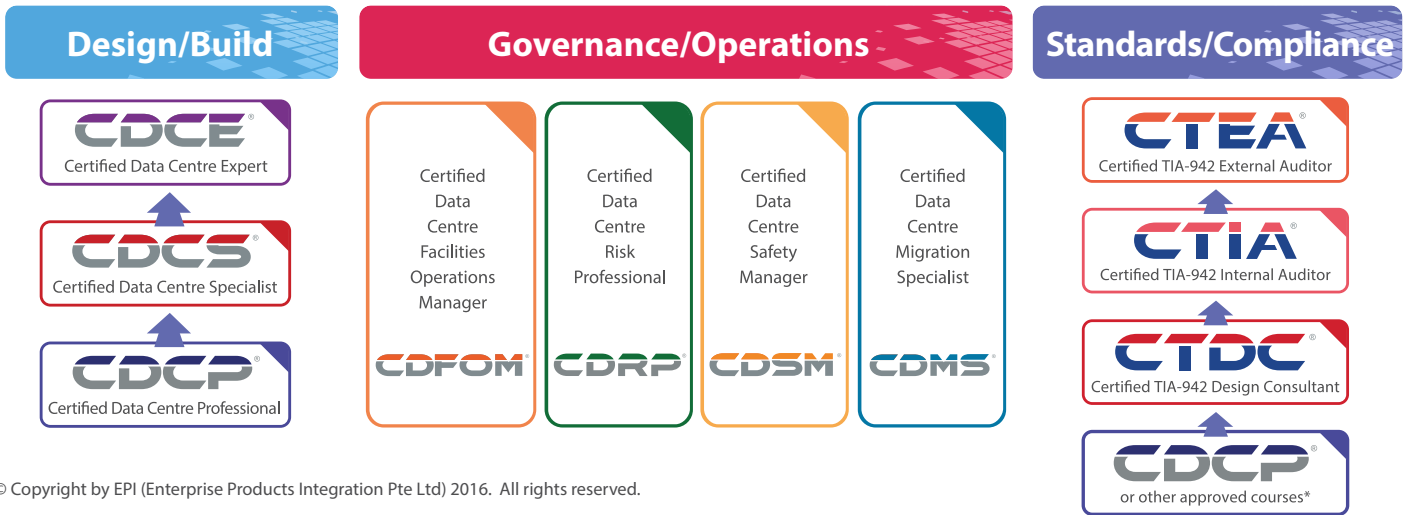 Design/Build
CDCE®
Certified Data Centre Expert
CDCS®
Certified Data Centre Specialist
CDCP®
Certified Data Centre Professional
Governance/Operations
Certified
Data
Centre
Facilities
Operations
Manager
CDFOM®
Certified
Data
Centre
Risk
Professional
CDRP®
Certified
Data
Centre
Safety
Manager
CDSM®
Certified
Data
Centre
Migration
Specialist
CDMS®
Standards/Compliance
CTEA®
Certified TIA-942 External Auditor
CTIA®
Certified TIA-942 Internal Auditor
CTDC®
Certified TIA-942 Design Consultant
CDCP®
or other approved courses*
© Copyright by EPI (Enterprise Products Integration Pte Ltd) 2016. All rights reserved.